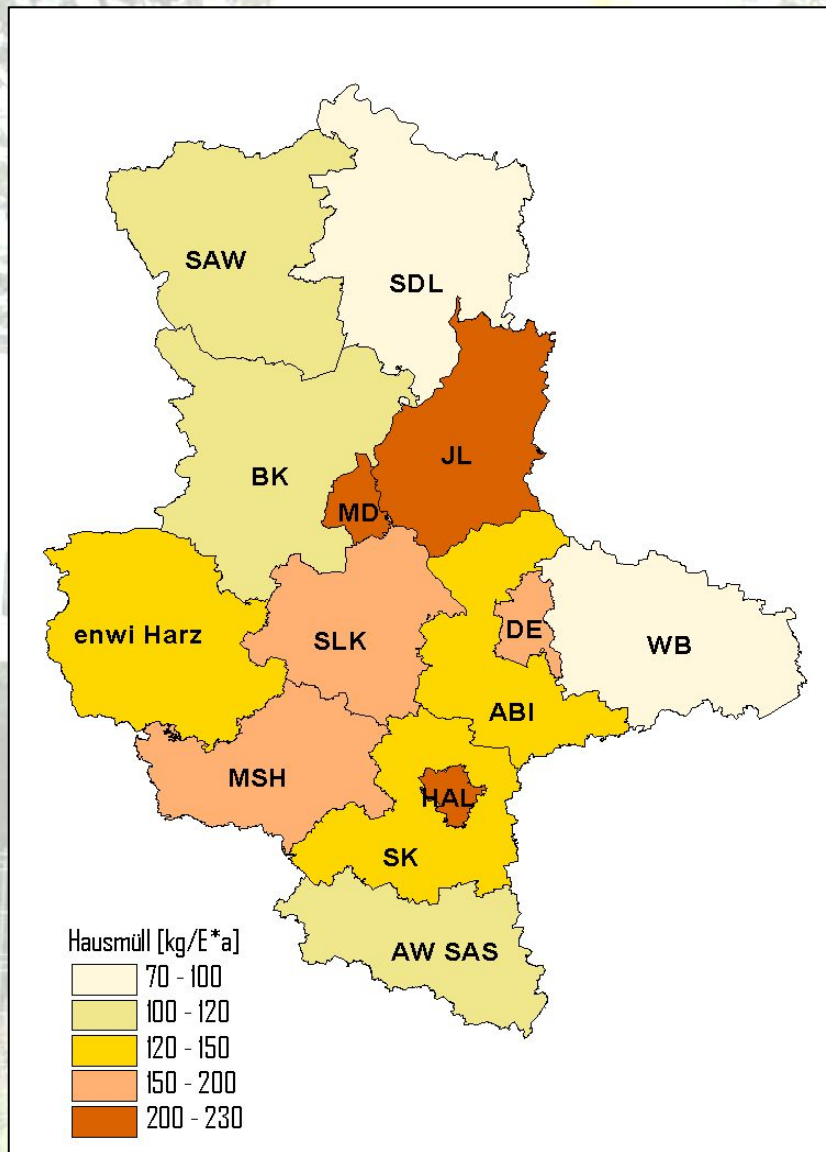 SAW
SDL
JL
BK
MD
enwi Harz
SLK
DE
WB
ABI
MSH
HAL
SK
AW SAS
Hausmüll [kg/E*a]
70 - 100
100 - 120
120 - 150
150 - 200
200 - 230